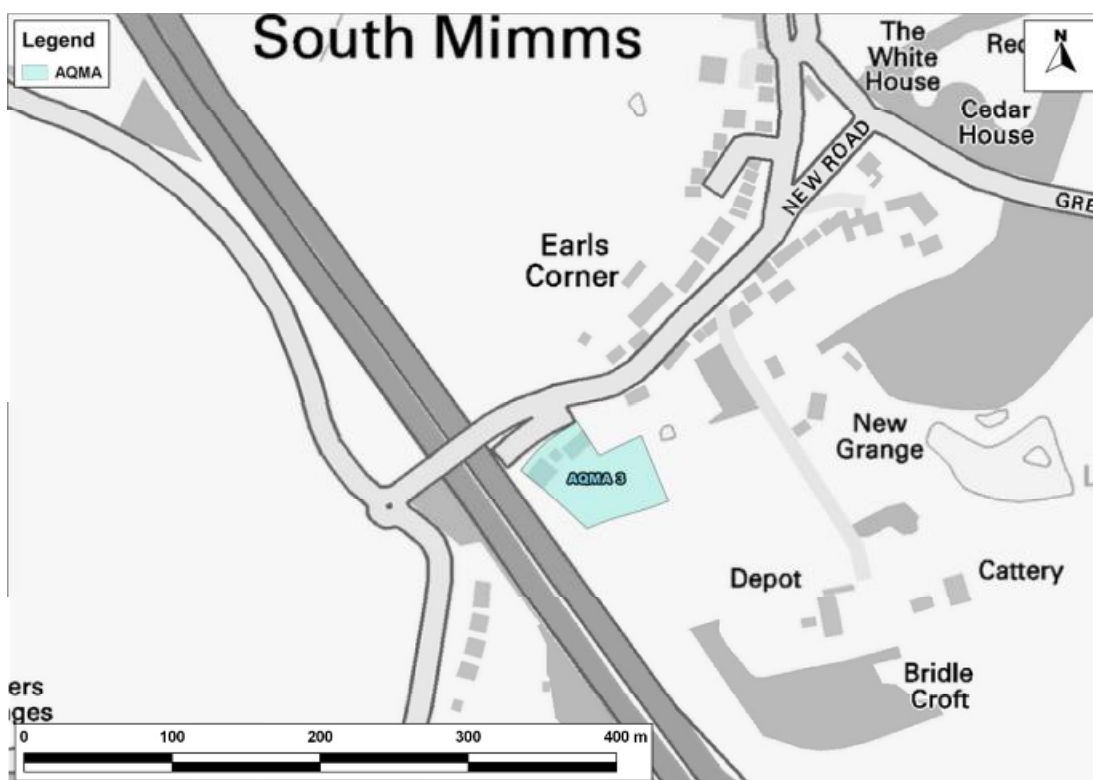 Legend
AQMA
South Mimms
The
White
House
N
Cedar
House
NEW ROAD
Earls
Corner
New
Grange
AQMA 3
Depot
Cattery
Bridle
Croft
0 100 200 300 400 m